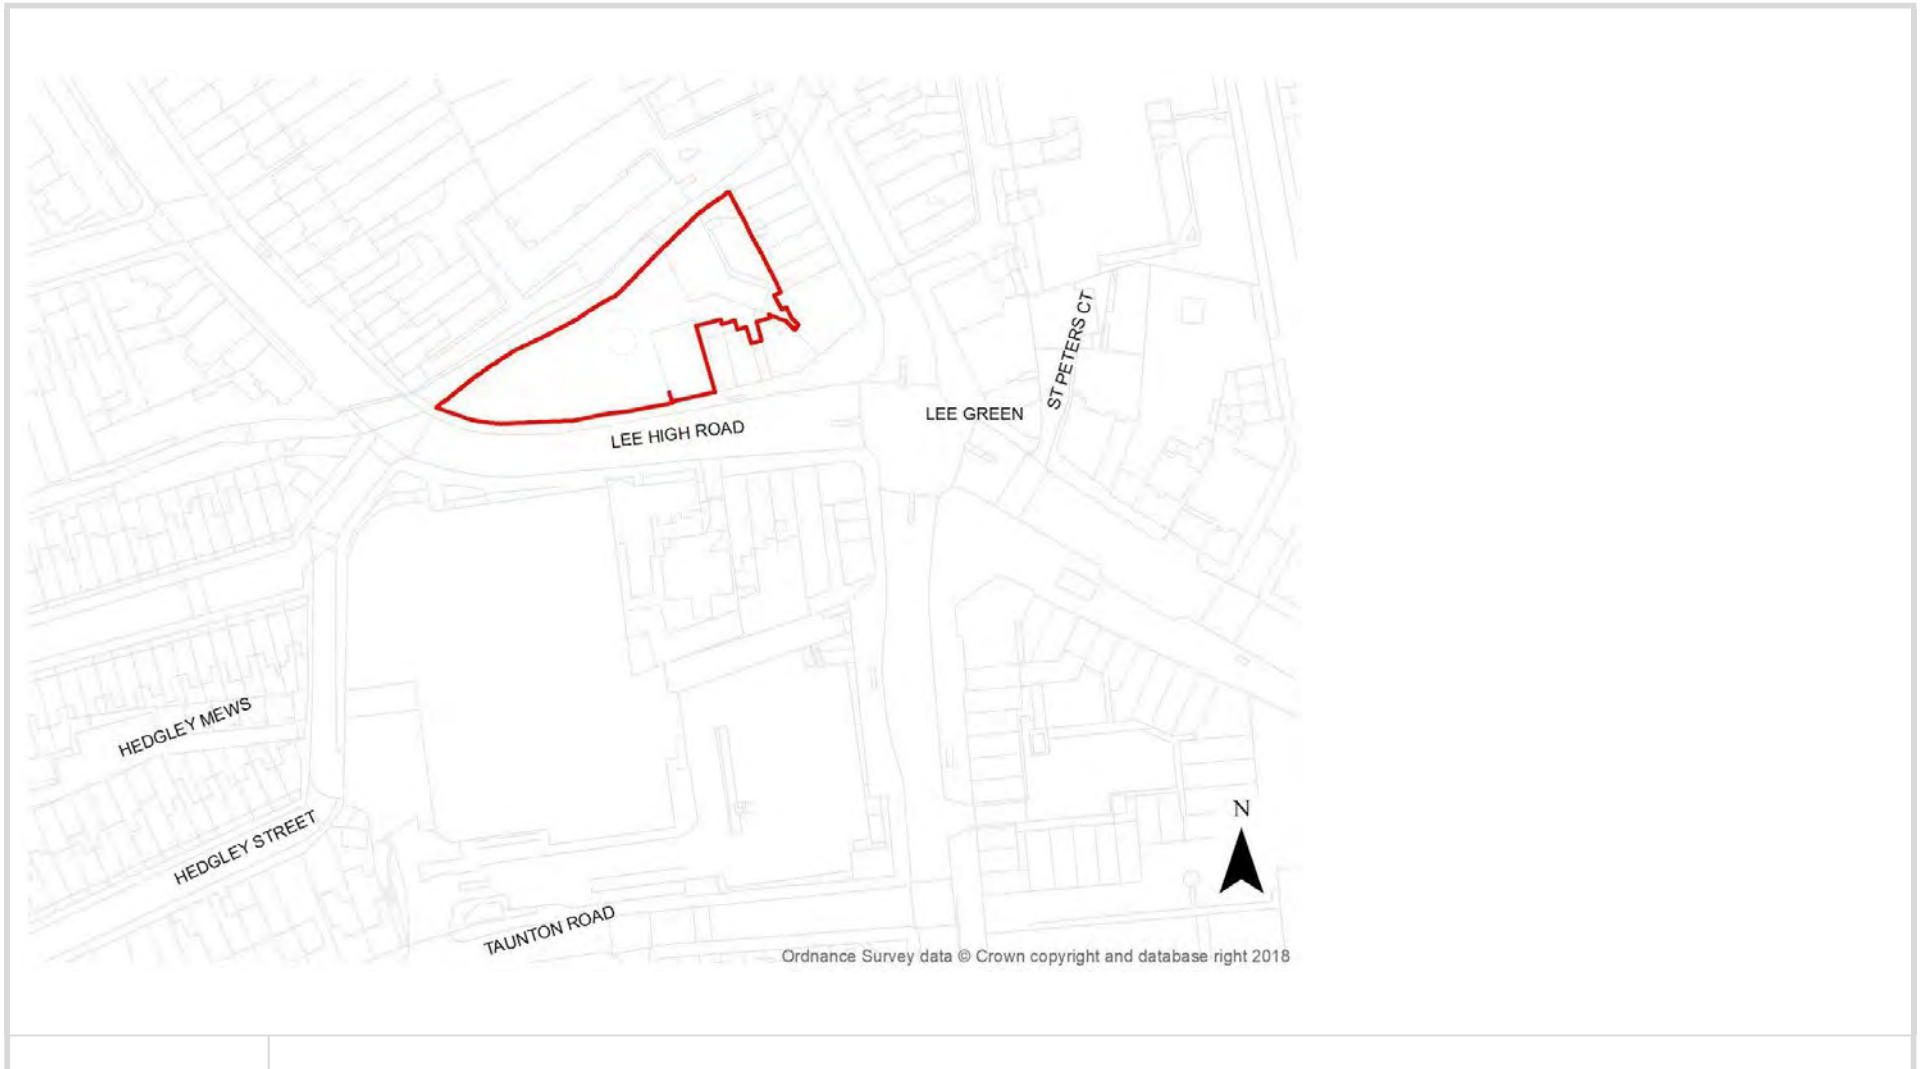 ST PETERS CT
LEE GREEN
LEE HIGH ROAD
HEDGLEY MEWS
HEDGLEY STREET
N
TAUNTON ROAD
Ordnance Survey data © Crown copyright and database right 2018